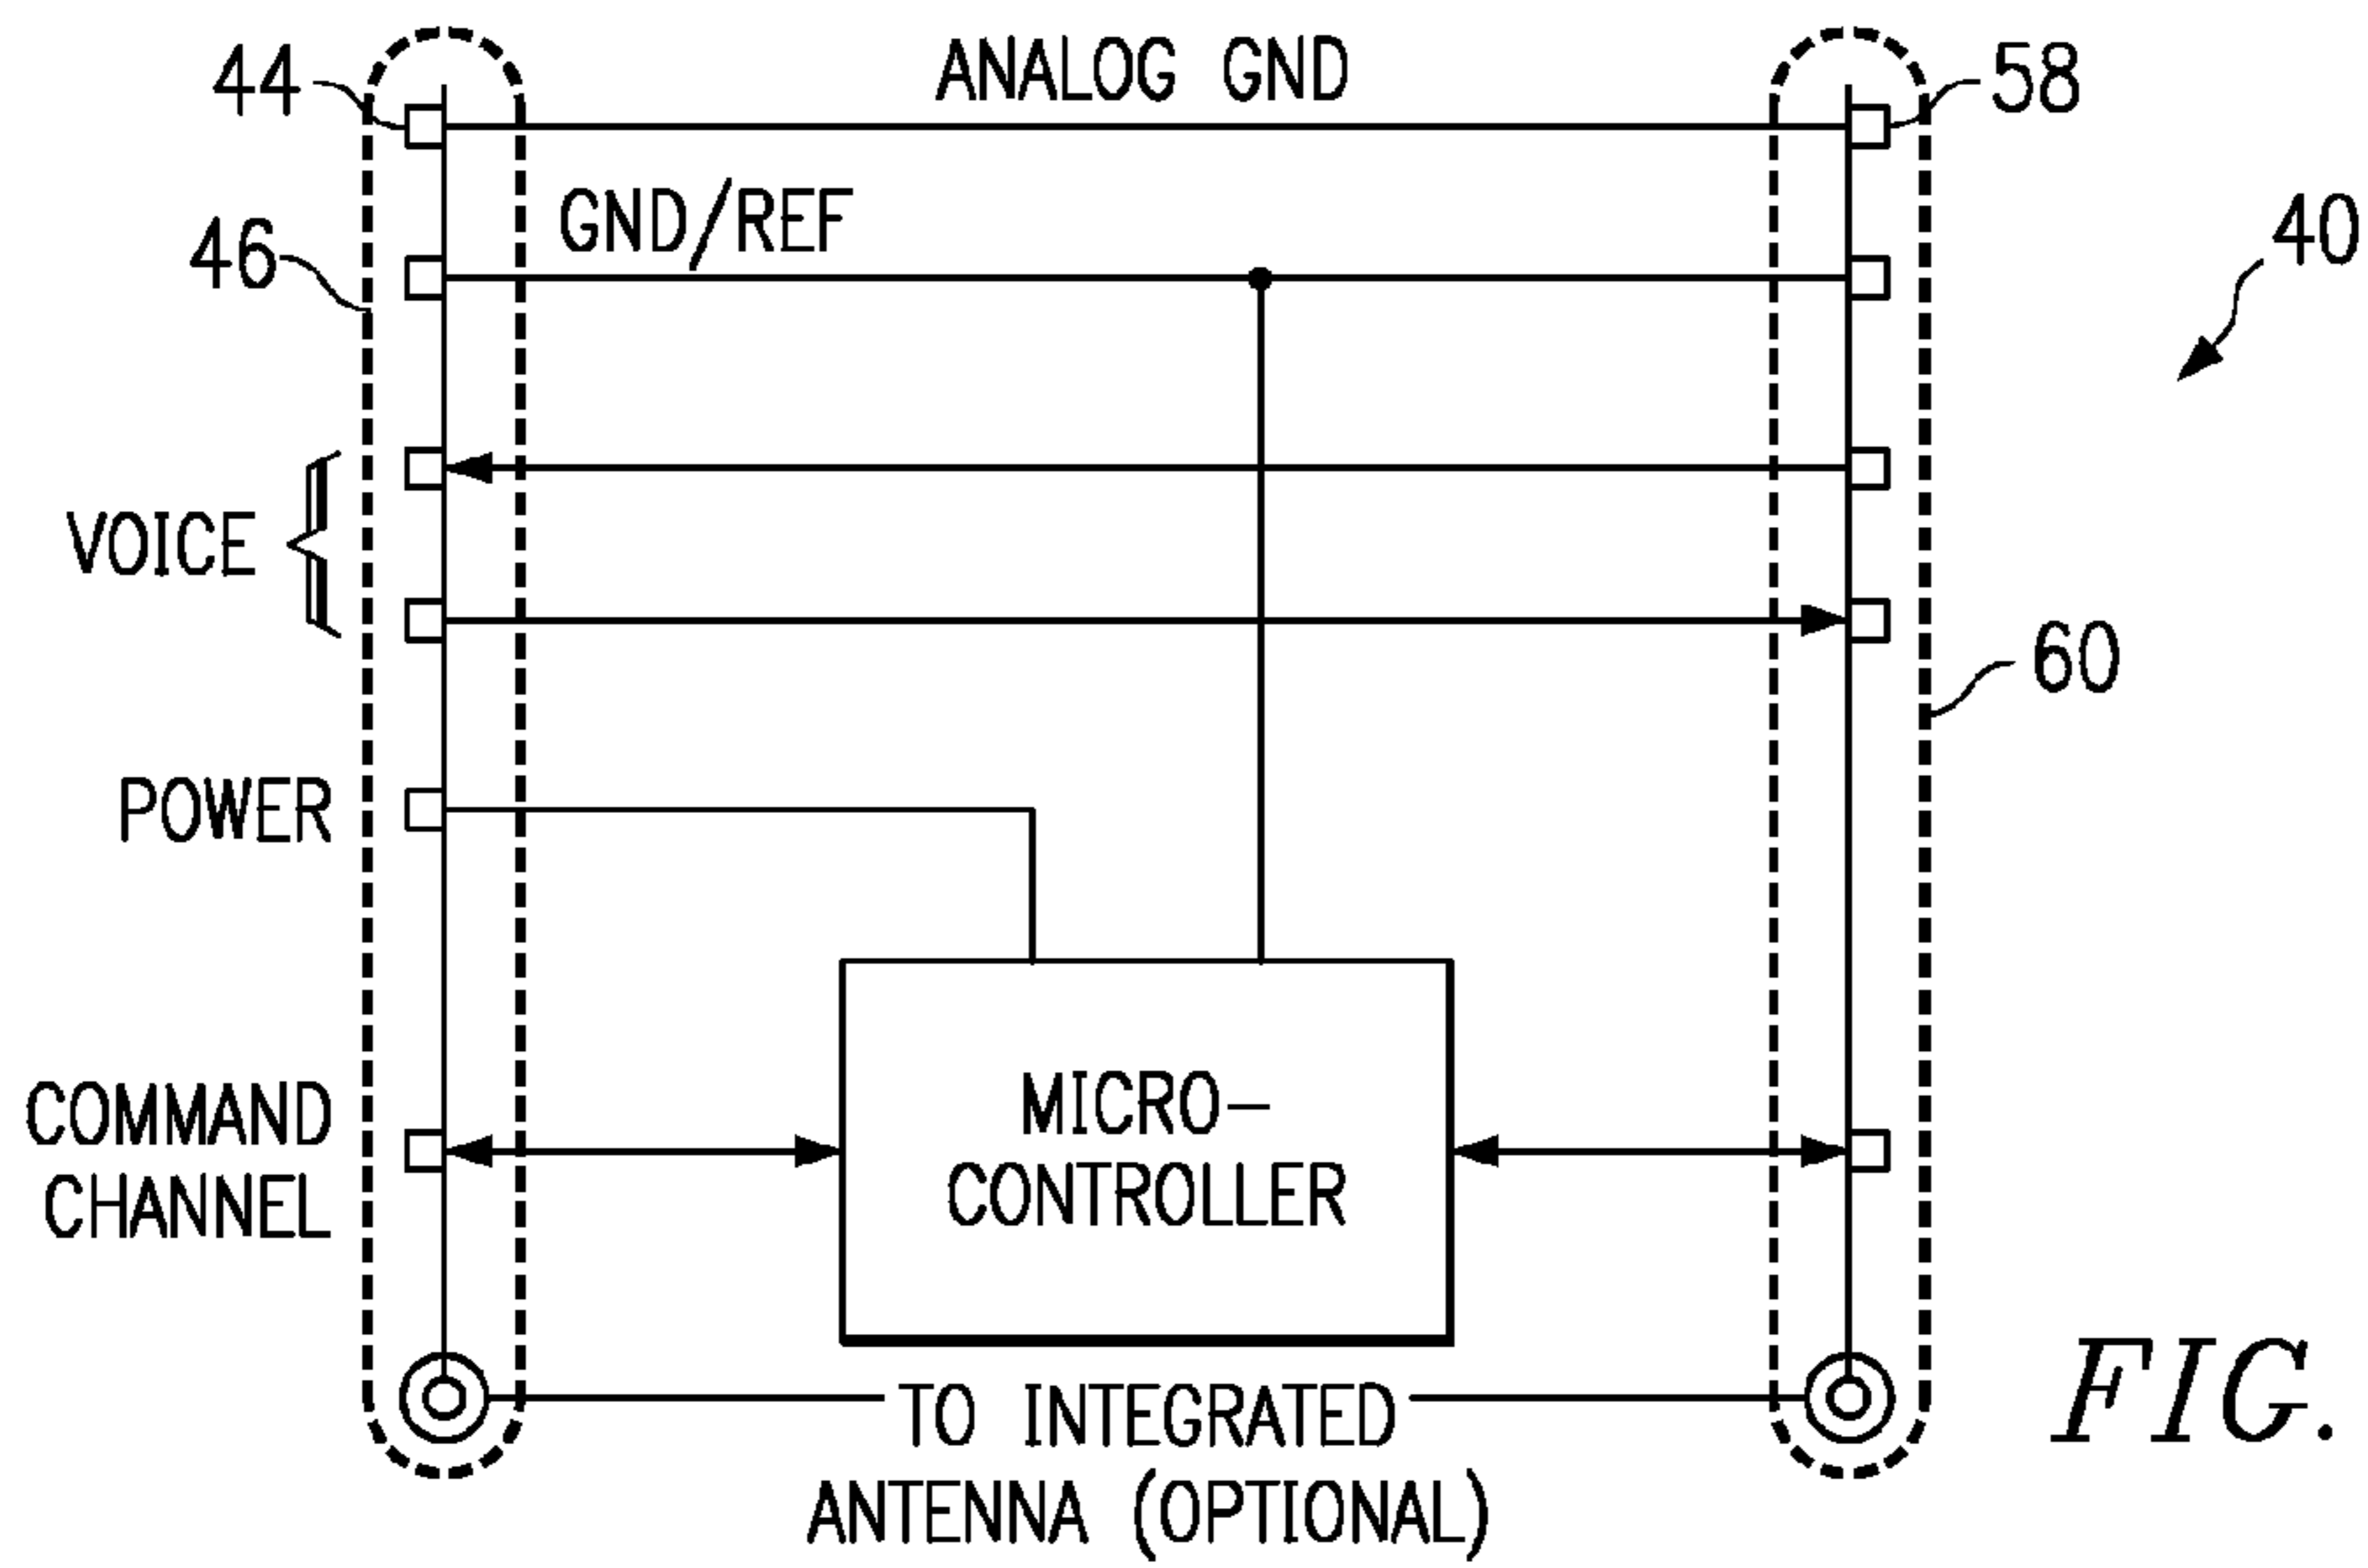 ANALOG GND
44
58
GND/REF
46
40
VOICE
60
POWER
COMMAND
CHANNEL
MICRO-
CONTROLLER
TO INTEGRATED
ANTENNA (OPTIONAL)
FIG.